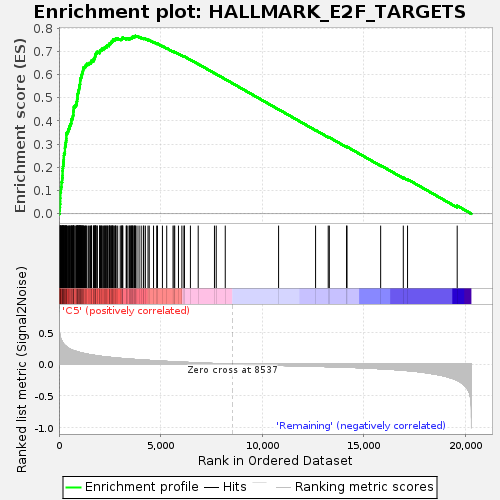 Enrichment plot: HALLMARK_E2F_TARGETS
Enrichment score (ES)
0.8
0.7
0.6
0.5
0.4
0.3
0.2
0.1
0.0
'C5' (positively correlated)
Ranked list metric (Signal2Noise)
0.5
0.0
-0.5
-1.0
Zero cross at 8537
'Remaining' (negatively correlated)
0 5,000 10,000 15,000 20,000
Rank in Ordered Dataset
Enrichment profile Hits Ranking metric scores